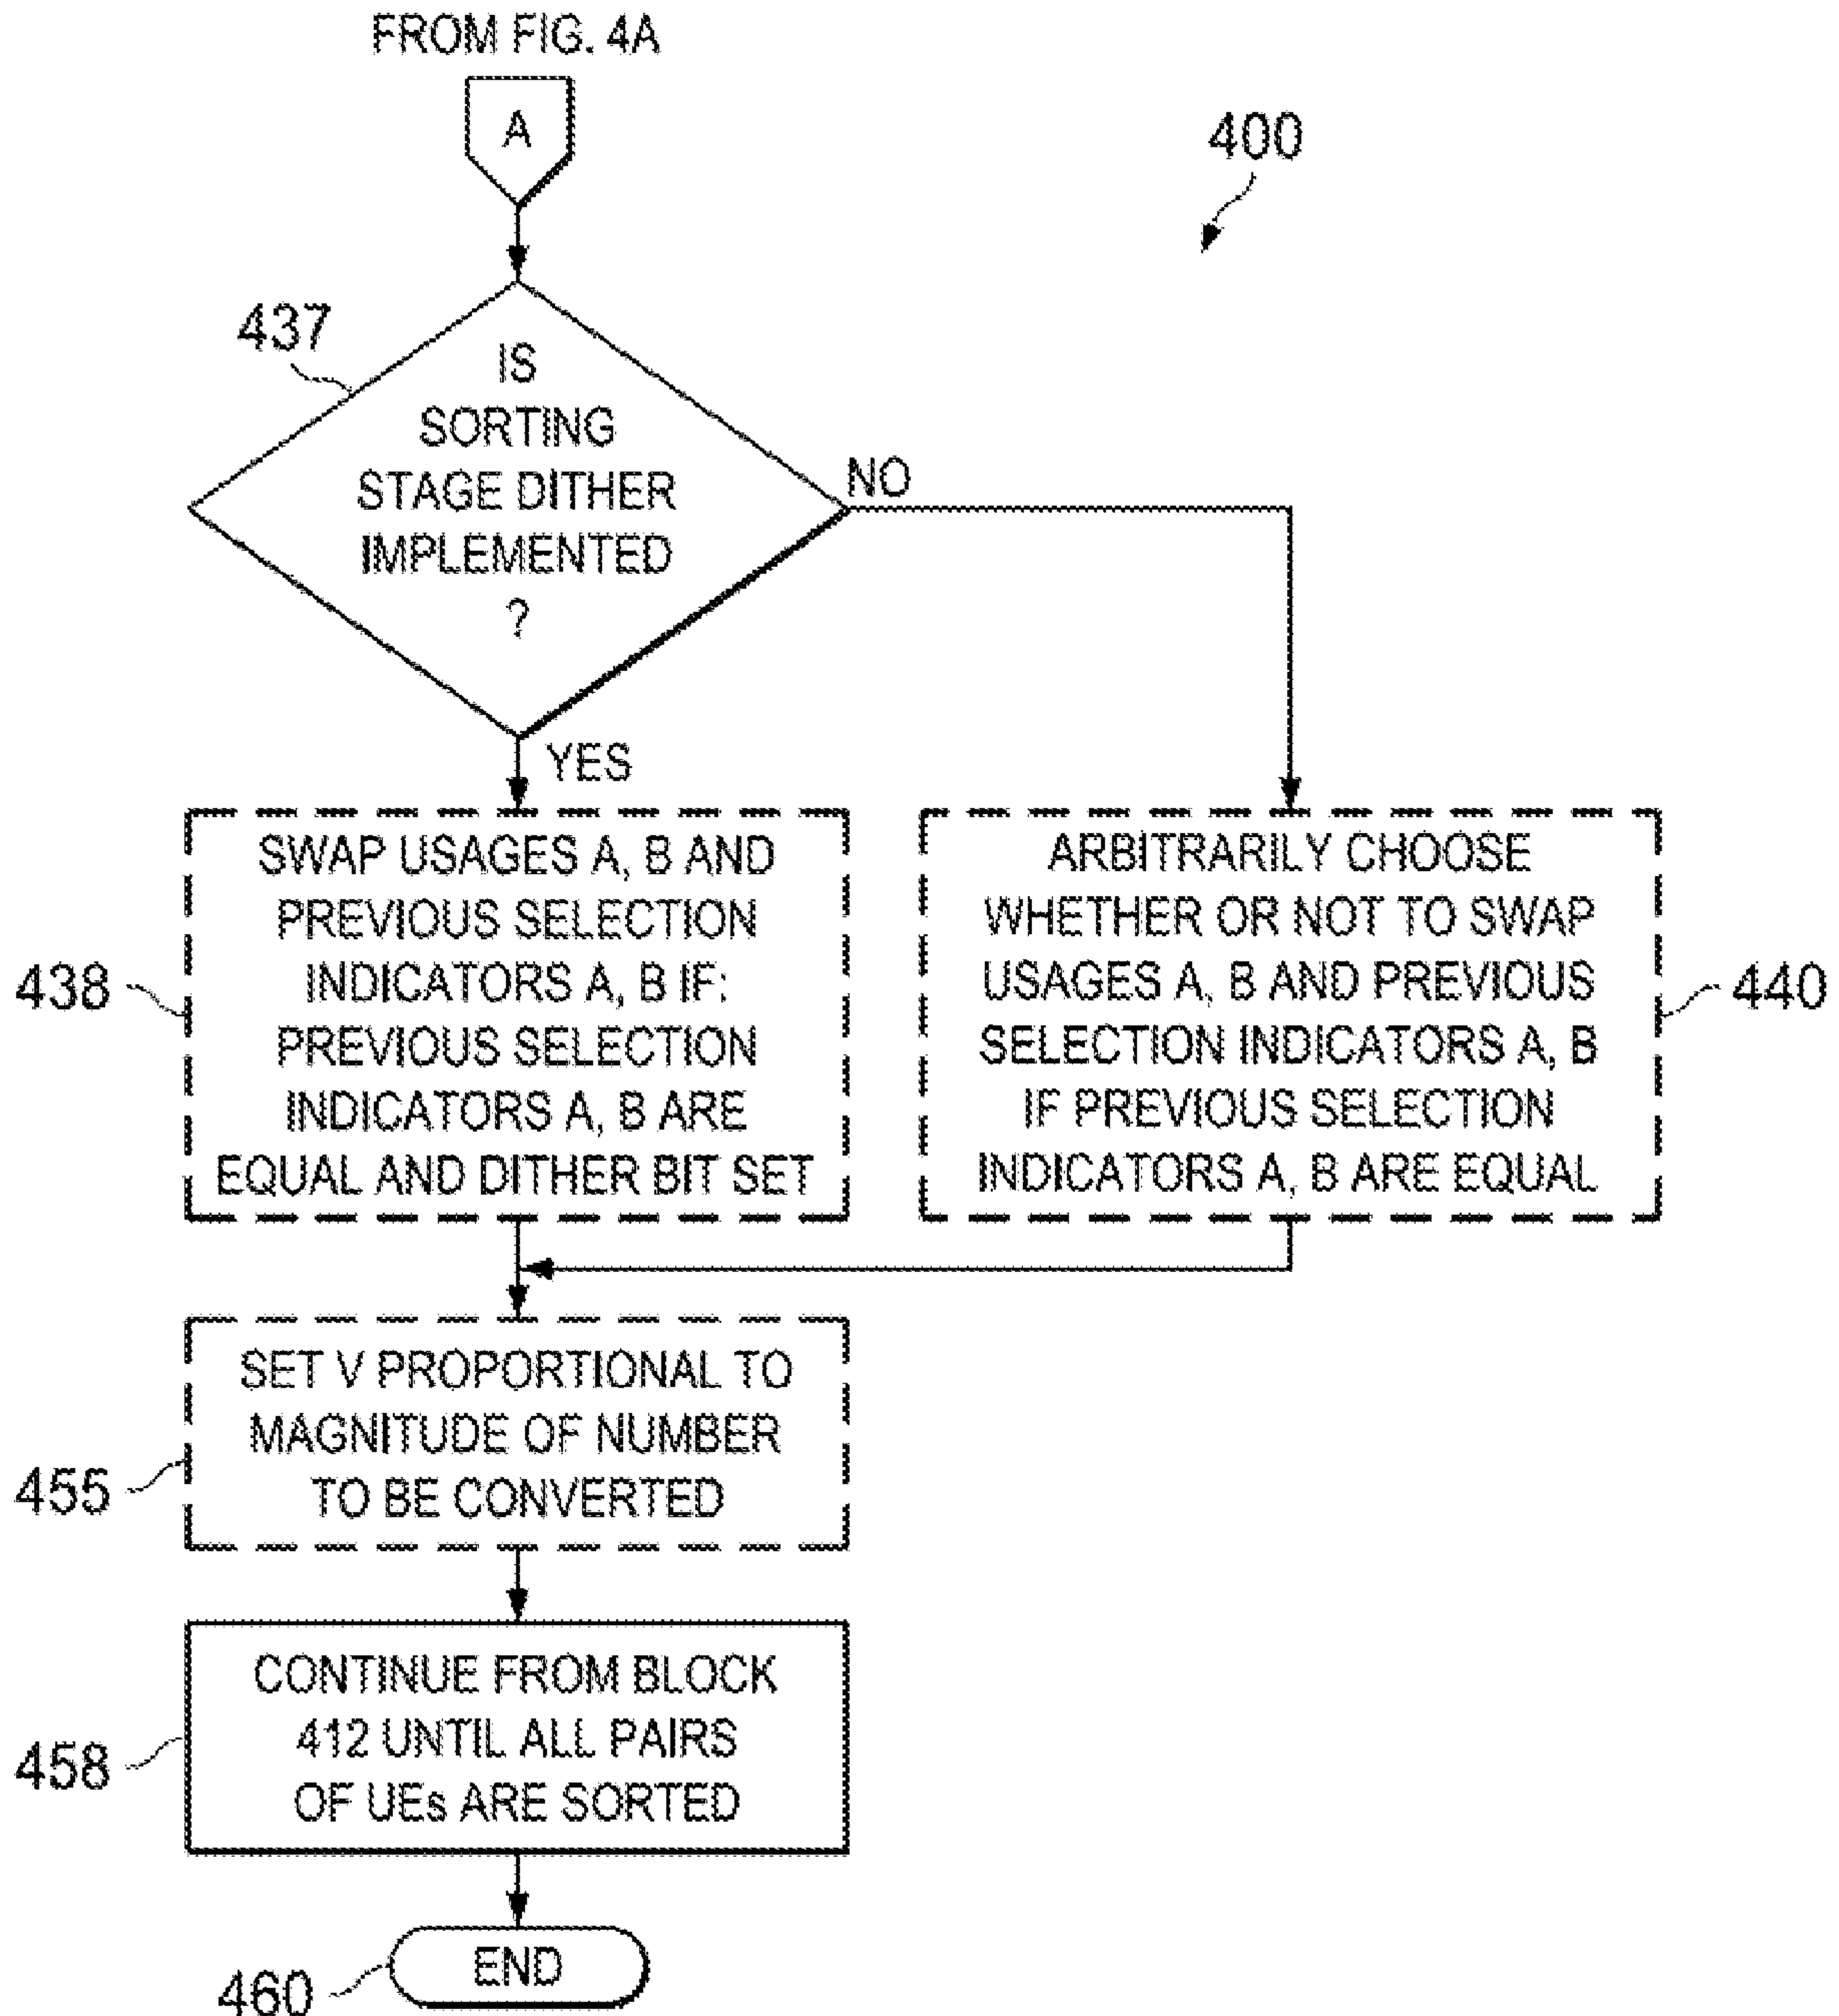 FROM FIG. 4A
A
400
437
IS
SORTING
STAGE DITHER
IMPLEMENTED
?
NO
YES
SWAP USAGES A, B AND
PREVIOUS SELECTION
INDICATORS A, B IF:
PREVIOUS SELECTION
INDICATORS A, B ARE
EQUAL AND DITHER BIT SET
438
ARBITRARILY CHOOSE
WHETHER OR NOT TO SWAP
USAGES A, B AND PREVIOUS
SELECTION INDICATORS A, B
IF PREVIOUS SELECTION
INDICATORS A, B ARE EQUAL
440
SET V PROPORTIONAL TO
MAGNITUDE OF NUMBER
TO BE CONVERTED
455
CONTINUE FROM BLOCK
412 UNTIL ALL PAIRS
OF UEs ARE SORTED
458
END
460